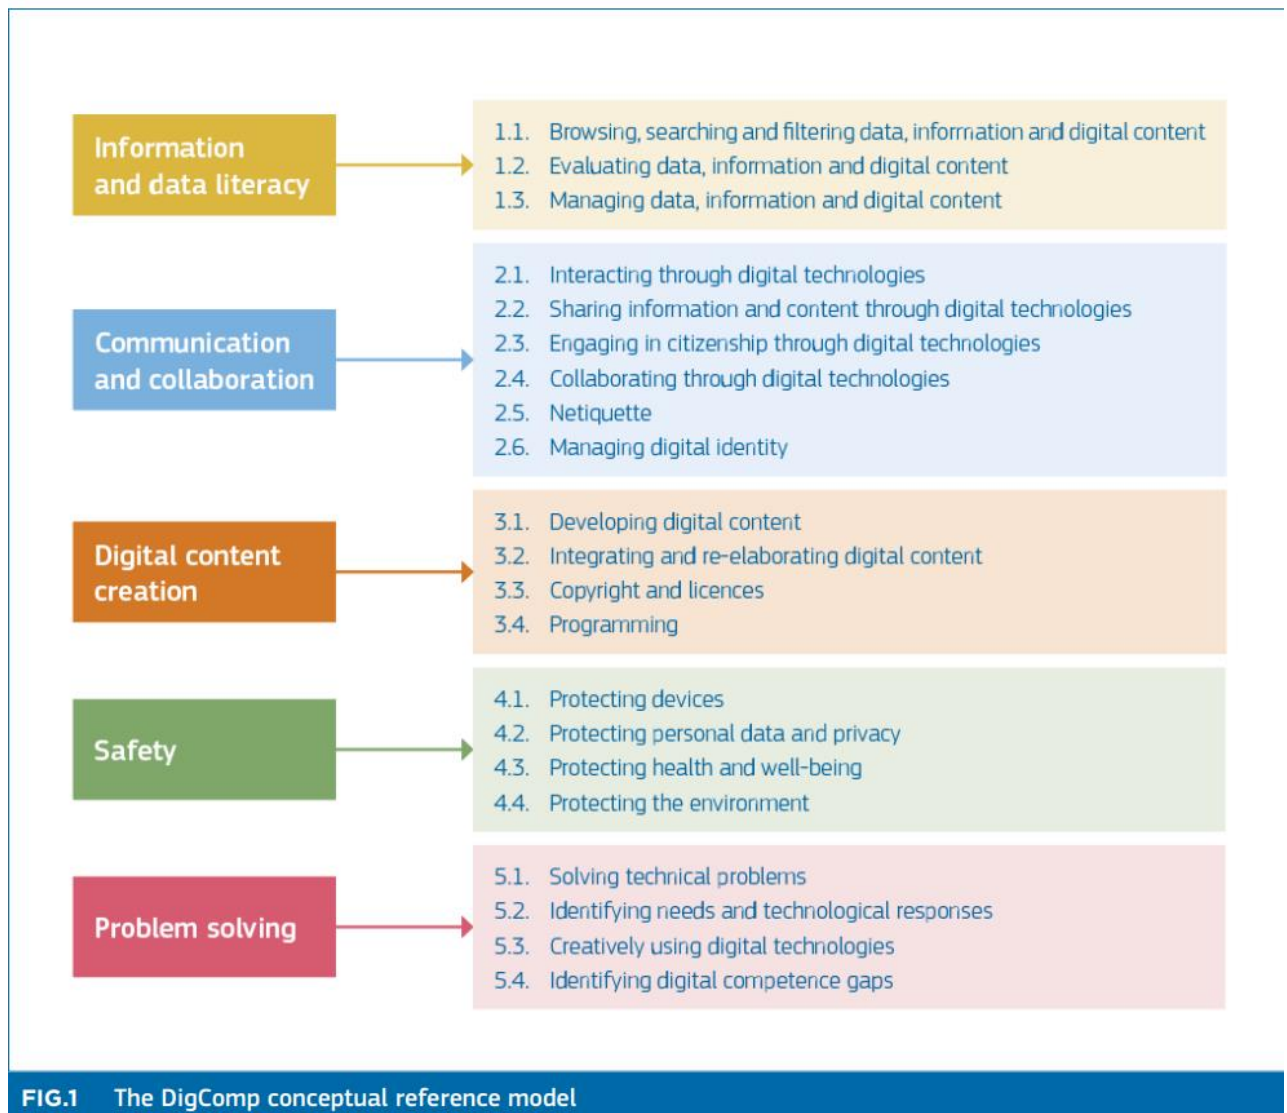 Information
and data literacy
1.1. Browsing, searching and filtering data, information and digital content
1.2. Evaluating data, information and digital content
1.3. Managing data, information and digital content
Communication
and collaboration
2.1. Interacting through digital technologies
2.2. Sharing information and content through digital technologies
2.3. Engaging in citizenship through digital technologies
2.4. Collaborating through digital technologies
2.5. Netiquette
2.6. Managing digital identity
Digital content
creation
3.1. Developing digital content
3.2. Integrating and re-elaborating digital content
3.3. Copyright and licences
3.4. Programming
Safety
4.1. Protecting devices
4.2. Protecting personal data and privacy
4.3. Protecting health and well-being
4.4. Protecting the environment
Problem solving
5.1. Solving technical problems
5.2. Identifying needs and technological responses
5.3. Creatively using digital technologies
5.4. Identifying digital competence gaps
FIG.1 The DigComp conceptual reference model